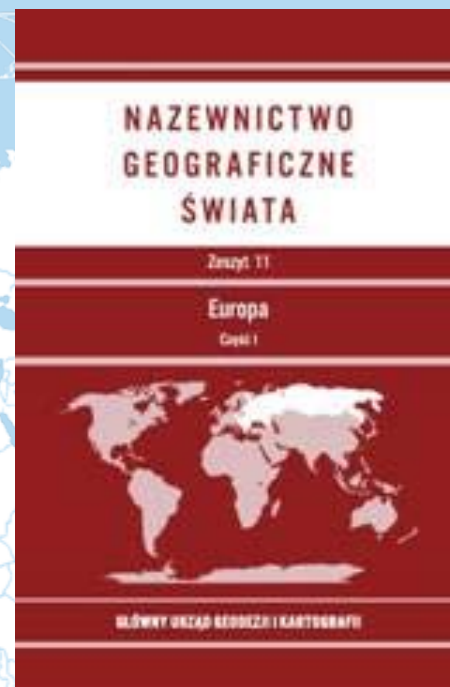 NAZEWNICTWO
GEOGRAFICZNE
ŚWIATA
Zeszyt 11
Europa
Część I
GŁÓWNY URZĄD GEODEZJI I KARTOGRAFII